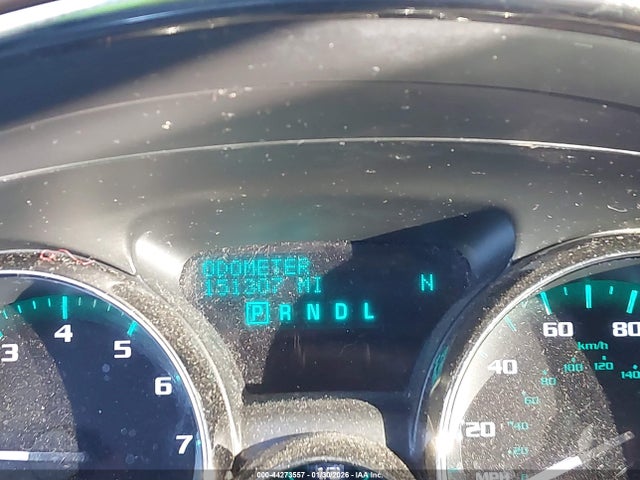 ODOMETER
151207 MI N
P R N D L
3 4 5 6 7
20 40 60 80
km/h
20 40 60 80 100 120 140
MPH
000-44273557 - 01/30/2026 - IAA Inc.